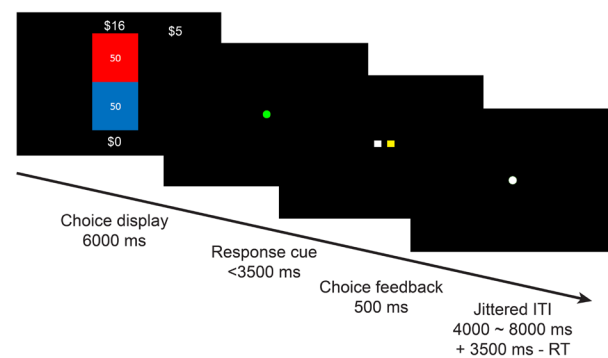 $16
$5
50
50
$0
Choice display
6000 ms
Response cue
<3500 ms
Choice feedback
500 ms
Jittered ITI
4000 ~ 8000 ms
+ 3500 ms - RT